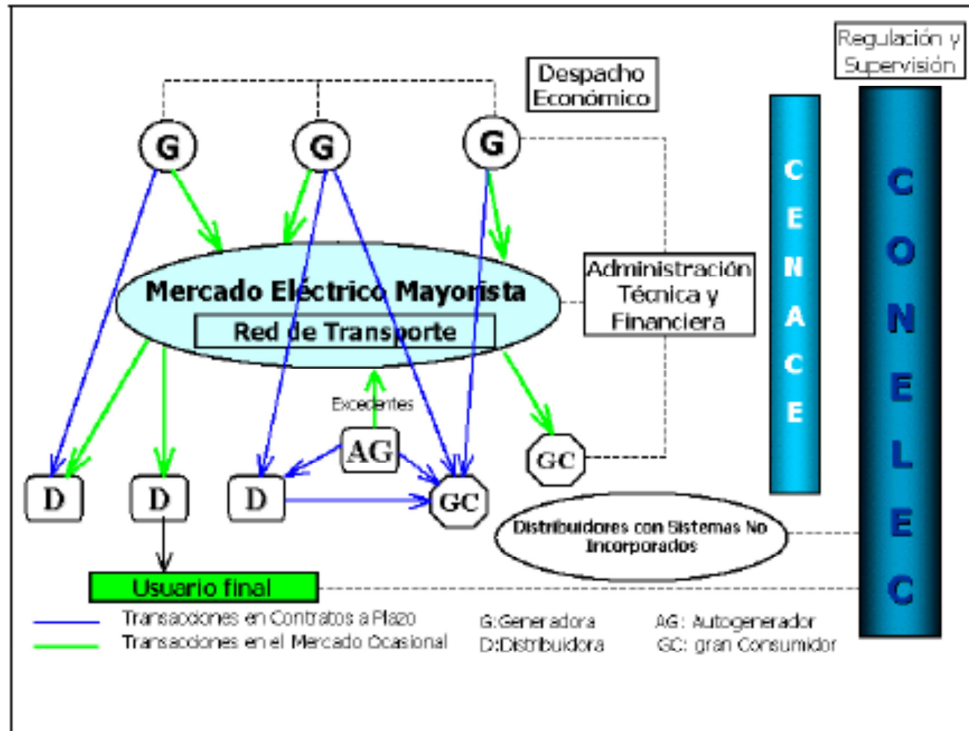 Regulación y
Supervisión
Despacho
Económico
G
G
G
CENACE
CONELEC
Mercado Eléctrico Mayorista
Red de Transporte
Administración
Técnica y
Financiera
Excedentes
AG
GC
D
D
D
GC
Distribuidores con Sistemas No
Incorporados
Usuario final
Transacciones en Contratos a Plazo
G:Generadora
AG: Autogenerador
Transacciones en el Mercado Ocasional
D:Distribuidora
GC: gran Consumidor